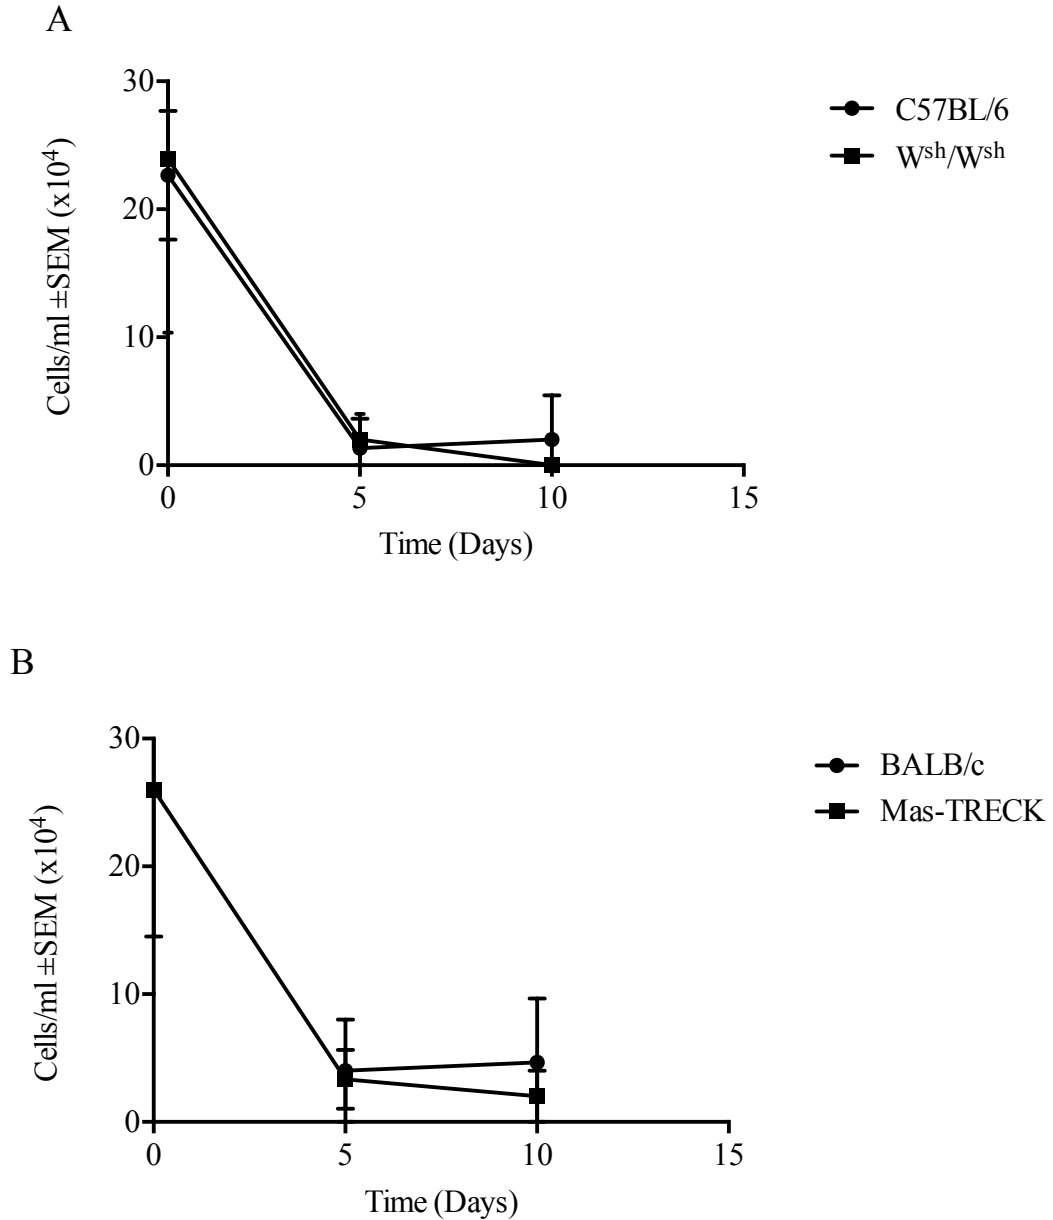 A
30
20
10
0
Cells/ml ±SEM (x10⁴)
0 5 10 15
Time (Days)
C57BL/6
Wˢʰ/Wˢʰ
B
30
20
10
0
Cells/ml ±SEM (x10⁴)
0 5 10 15
Time (Days)
BALB/c
Mas-TRECK